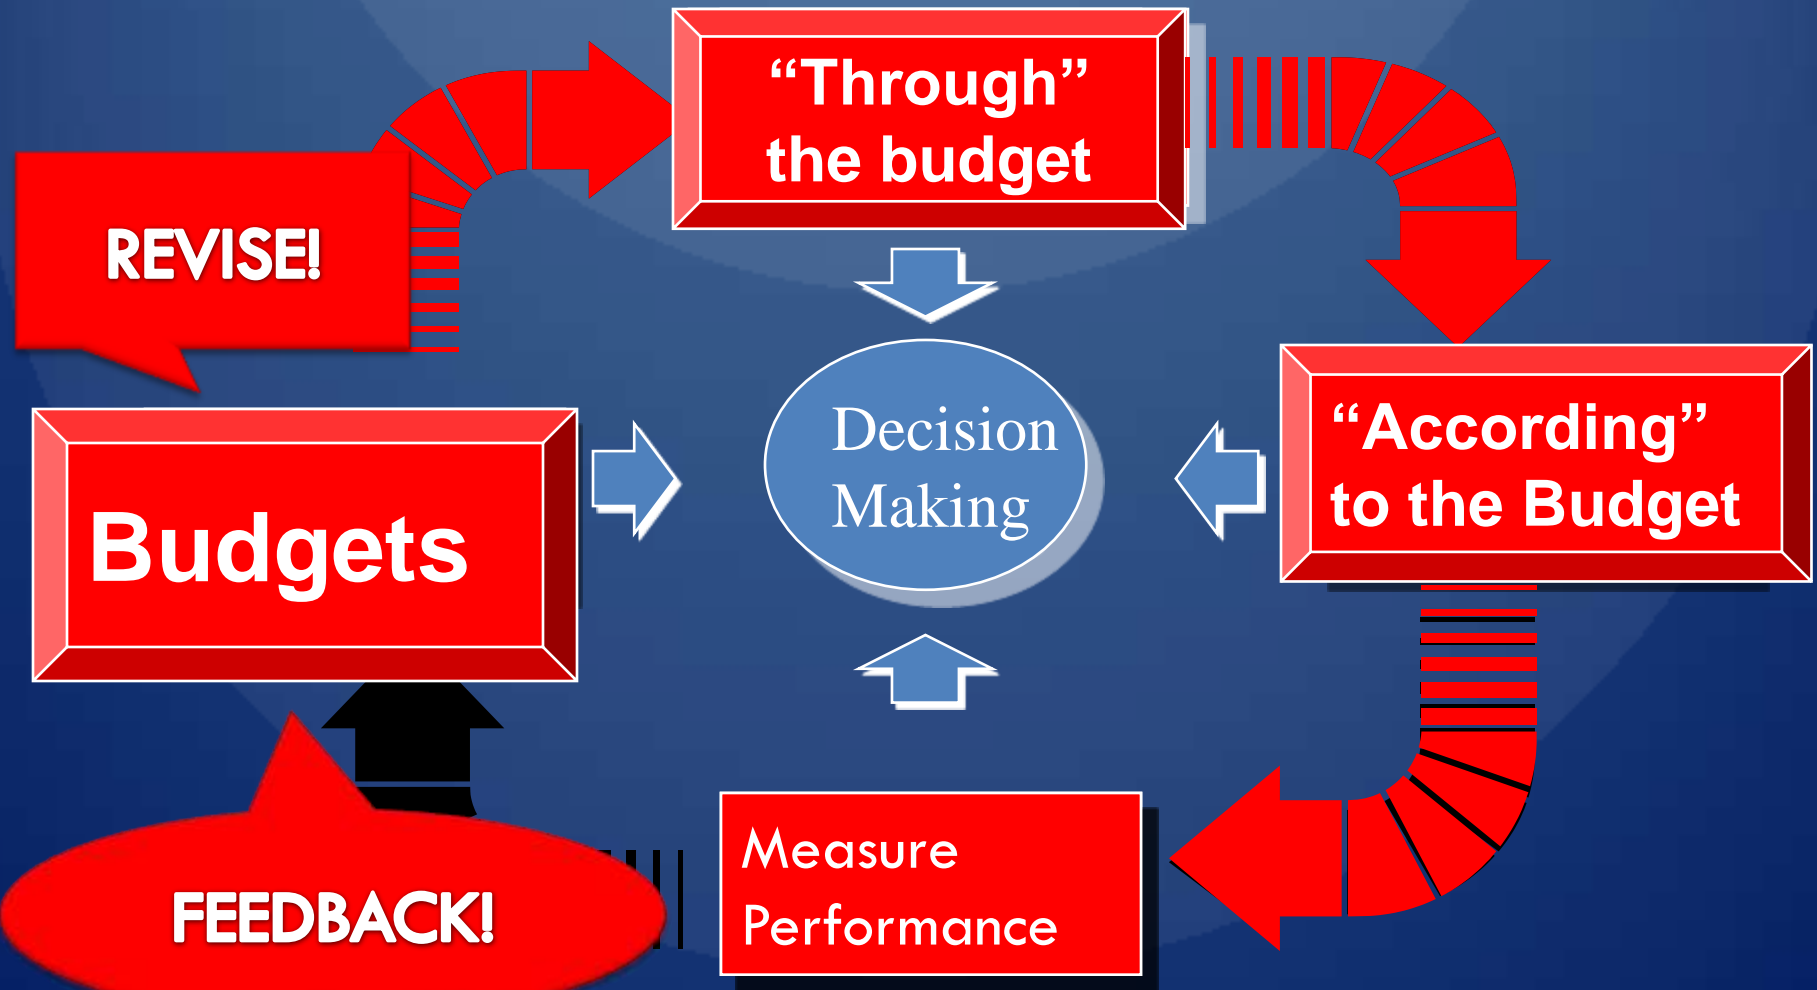 “Through”
the budget
REVISE!
Decision
Making
“According”
to the Budget
Budgets
Measure
Performance
FEEDBACK!